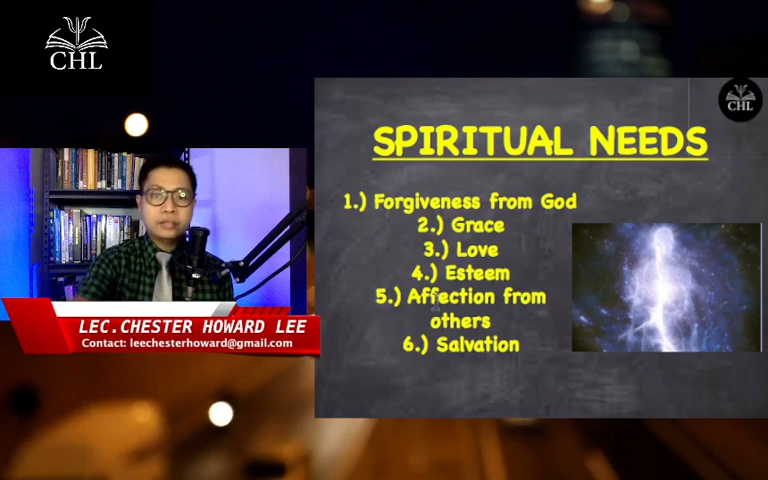 CHL
CHL
SPIRITUAL NEEDS
1.) Forgiveness from God
2.) Grace
3.) Love
4.) Esteem
5.) Affection from
others
6.) Salvation
LEC.CHESTER HOWARD LEE
Contact: leechesterhoward@gmail.com